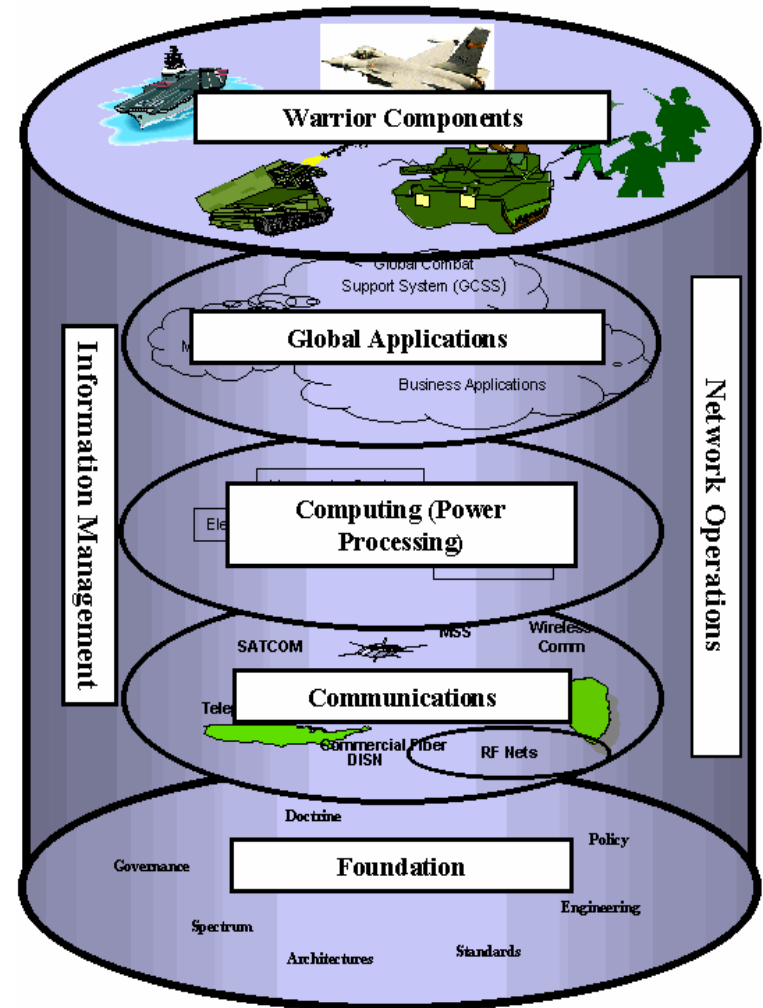 Warrior Components
Global Combat
Support System (GCSS)
Global Applications
Business Applications
Information Management
Network Operations
Computing (Power
Processing)
SATCOM
MSS
Wireless
Comm
Communications
Commercial Fiber
DISN
RF Nets
Doctrine
Policy
Governance
Foundation
Engineering
Spectrum
Architectures
Standards